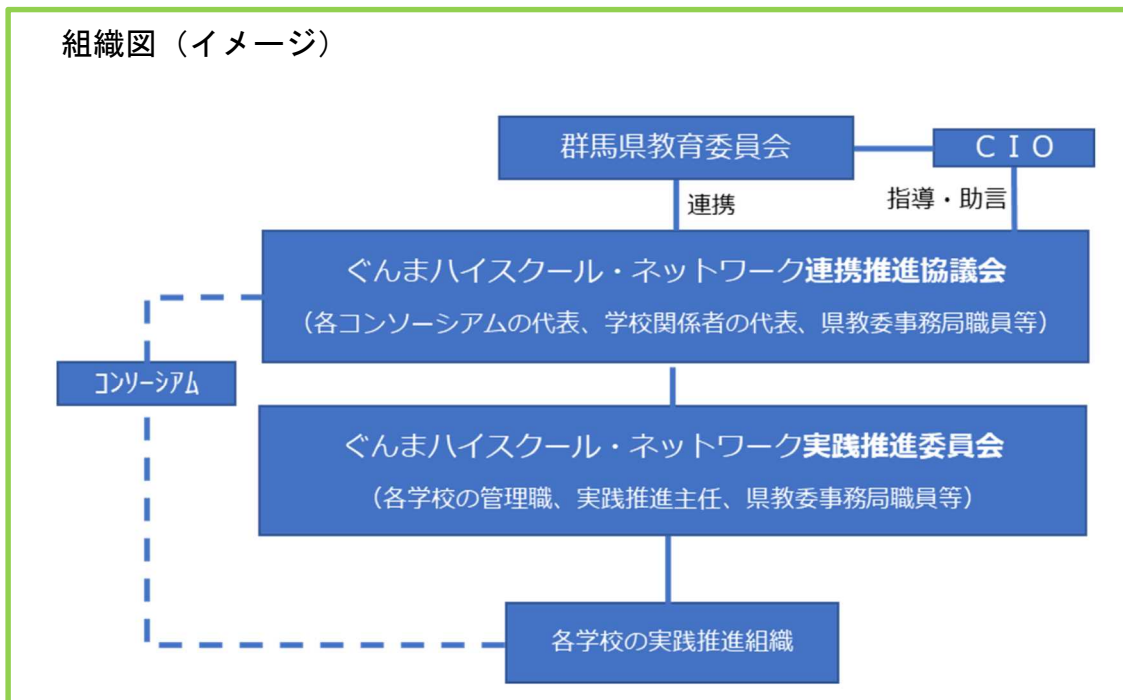 組織図（イメージ）
群馬県教育委員会
ＣＩＯ
連携
指導・助言
ぐんまハイスクール・ネットワーク連携推進協議会
（各コンソーシアムの代表、学校関係者の代表、県教委事務局職員等）
ｺﾝｿｰｼｱﾑ
ぐんまハイスクール・ネットワーク実践推進委員会
（各学校の管理職、実践推進主任、県教委事務局職員等）
各学校の実践推進組織